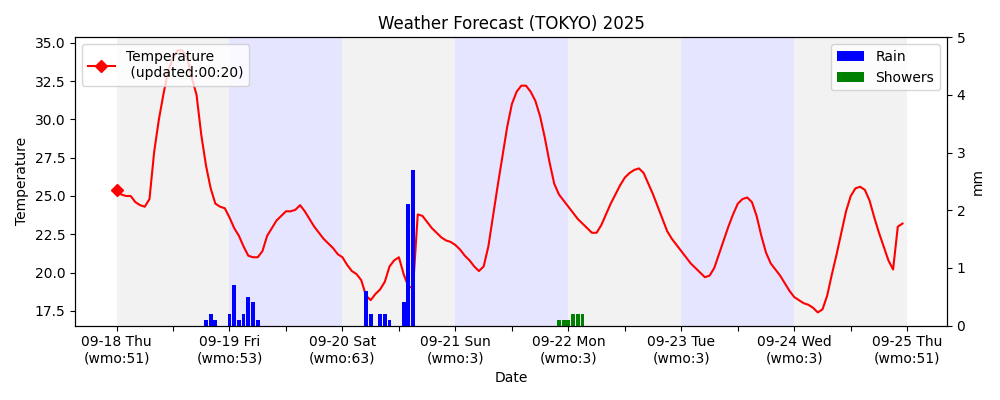 Weather Forecast (TOKYO) 2025
Temperature
(updated:00:20)
Rain
Showers
35.0
32.5
30.0
27.5
25.0
22.5
20.0
17.5
Temperature
5
4
3
2
1
0
mm
09-18 Thu
(wmo:51)
09-19 Fri
(wmo:53)
09-20 Sat
(wmo:63)
09-21 Sun
(wmo:3)
09-22 Mon
(wmo:3)
09-23 Tue
(wmo:3)
09-24 Wed
(wmo:3)
09-25 Thu
(wmo:51)
Date